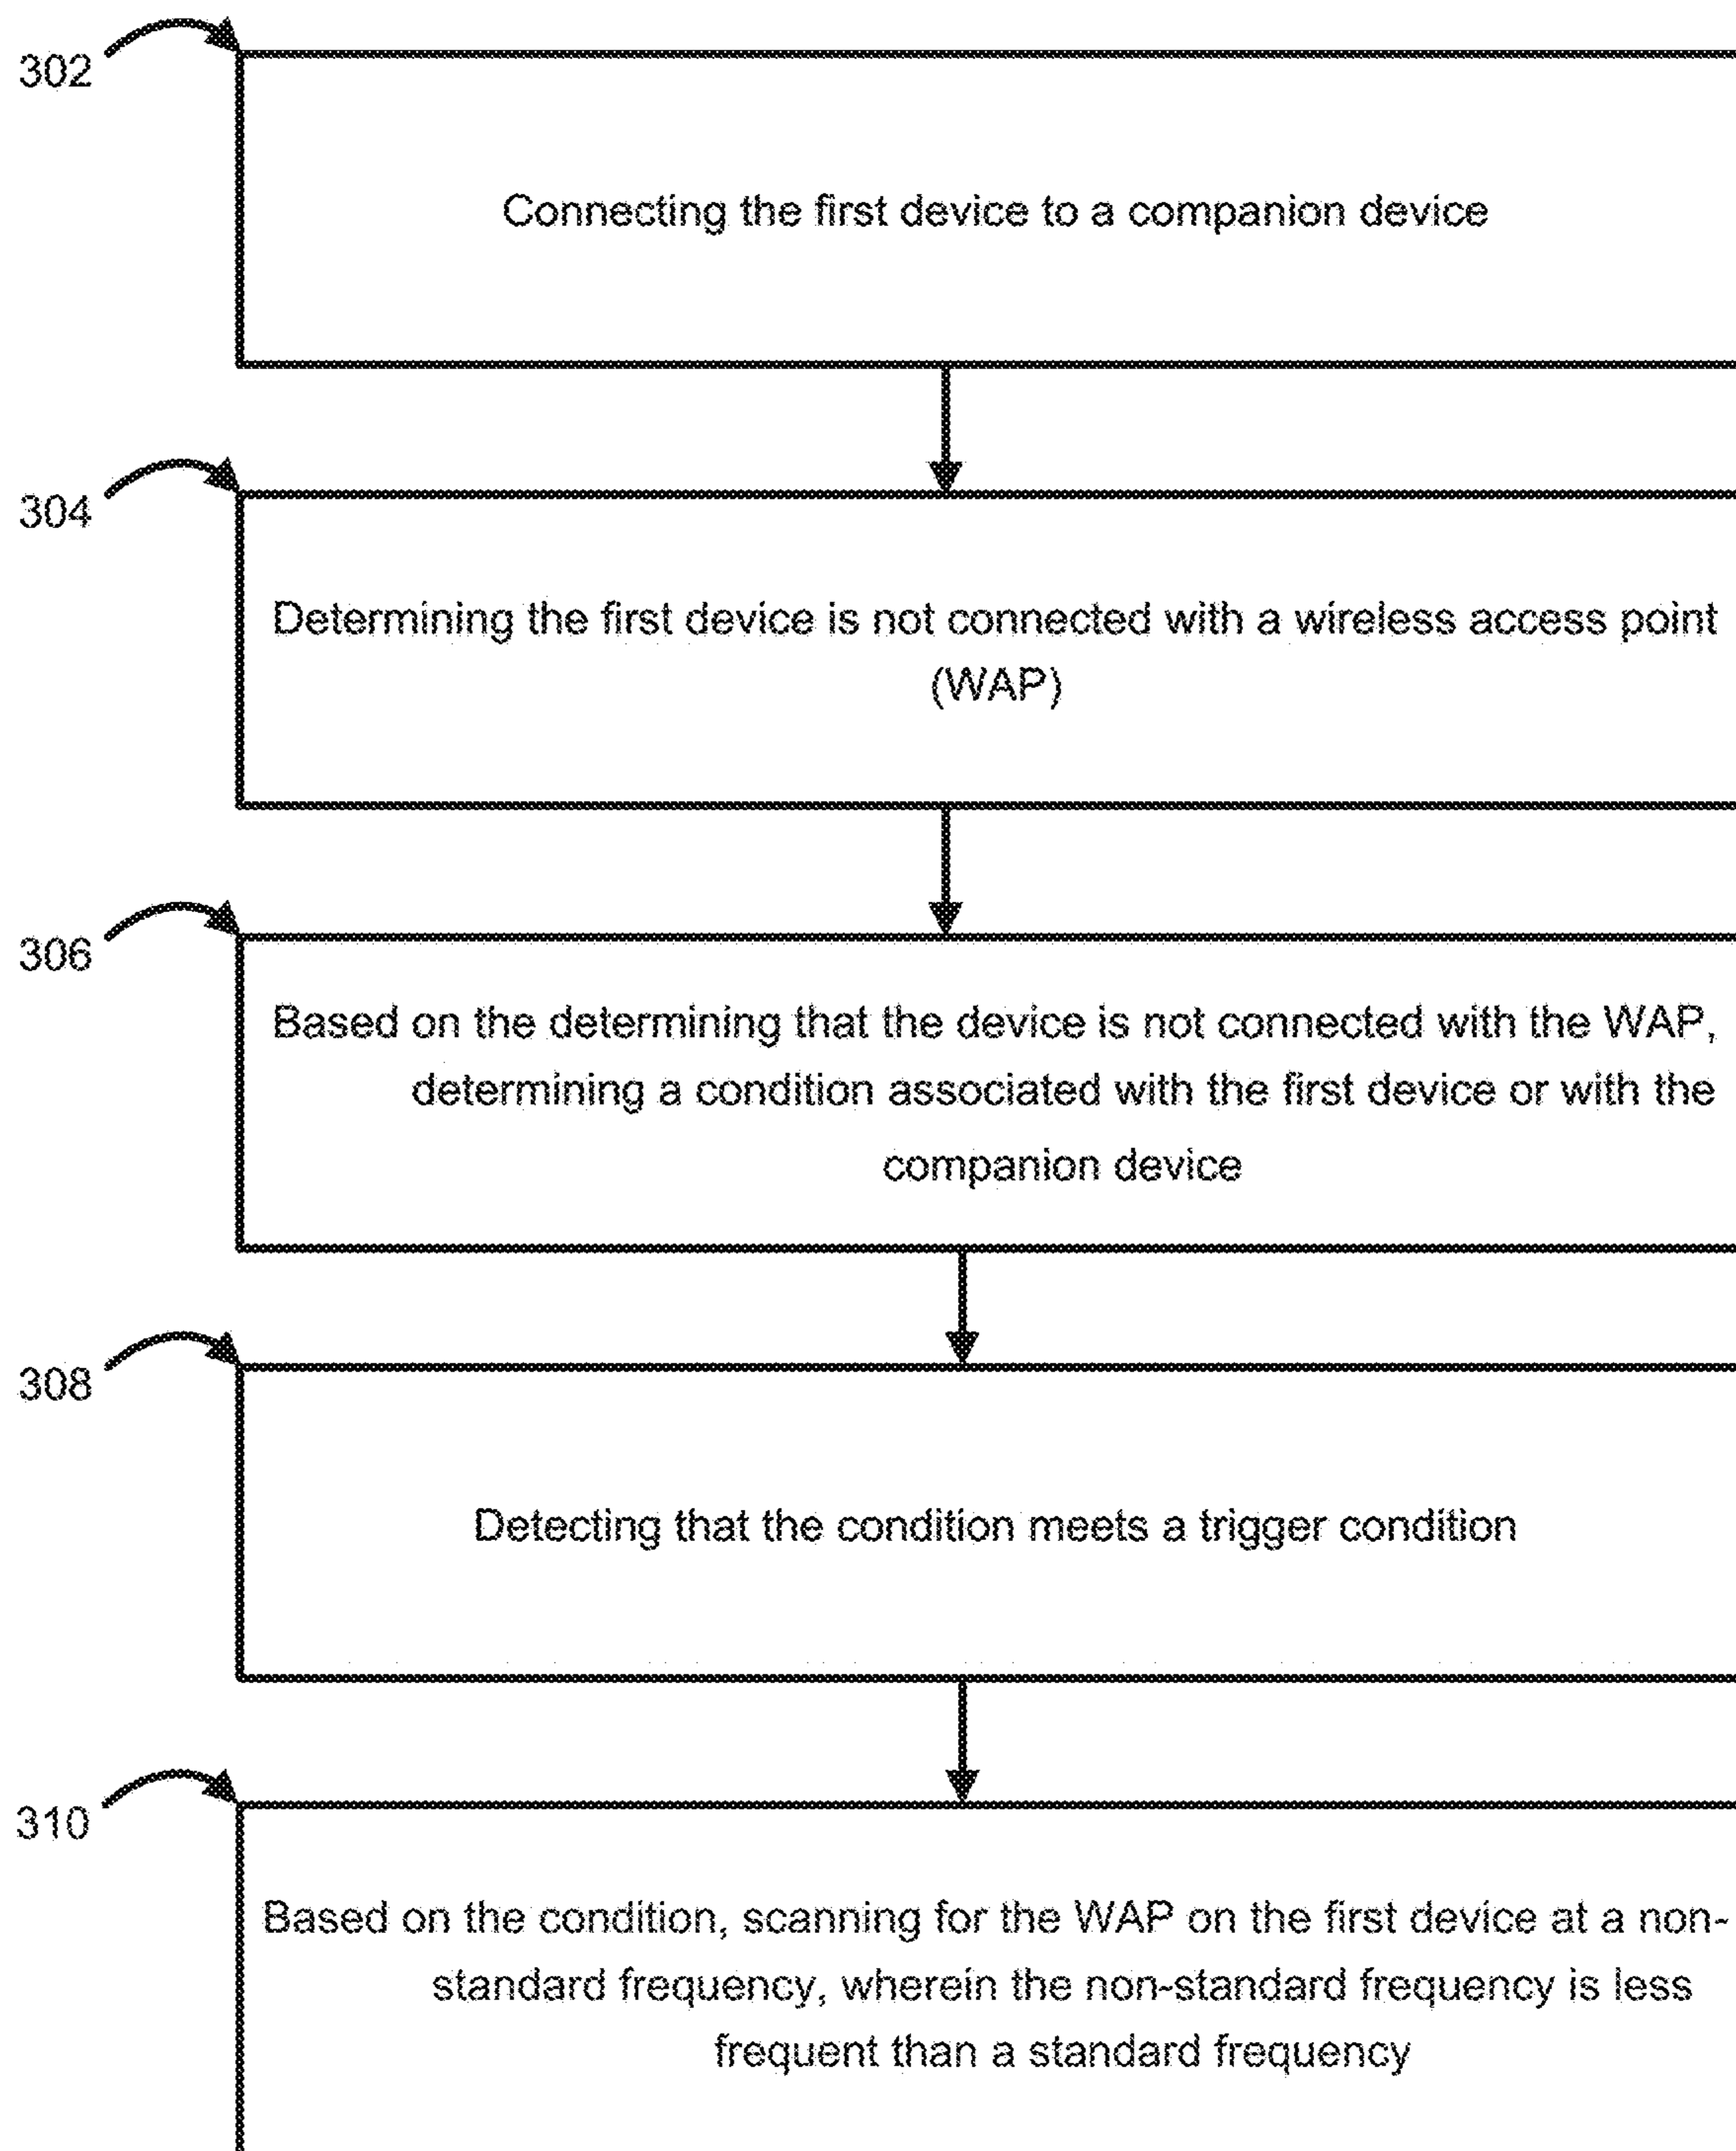 302
Connecting the first device to a companion device
304
Determining the first device is not connected with a wireless access point
(WAP)
306
Based on the determining that the device is not connected with the WAP,
determining a condition associated with the first device or with the
companion device
308
Detecting that the condition meets a trigger condition
310
Based on the condition, scanning for the WAP on the first device at a non-
standard frequency, wherein the non-standard frequency is less
frequent than a standard frequency